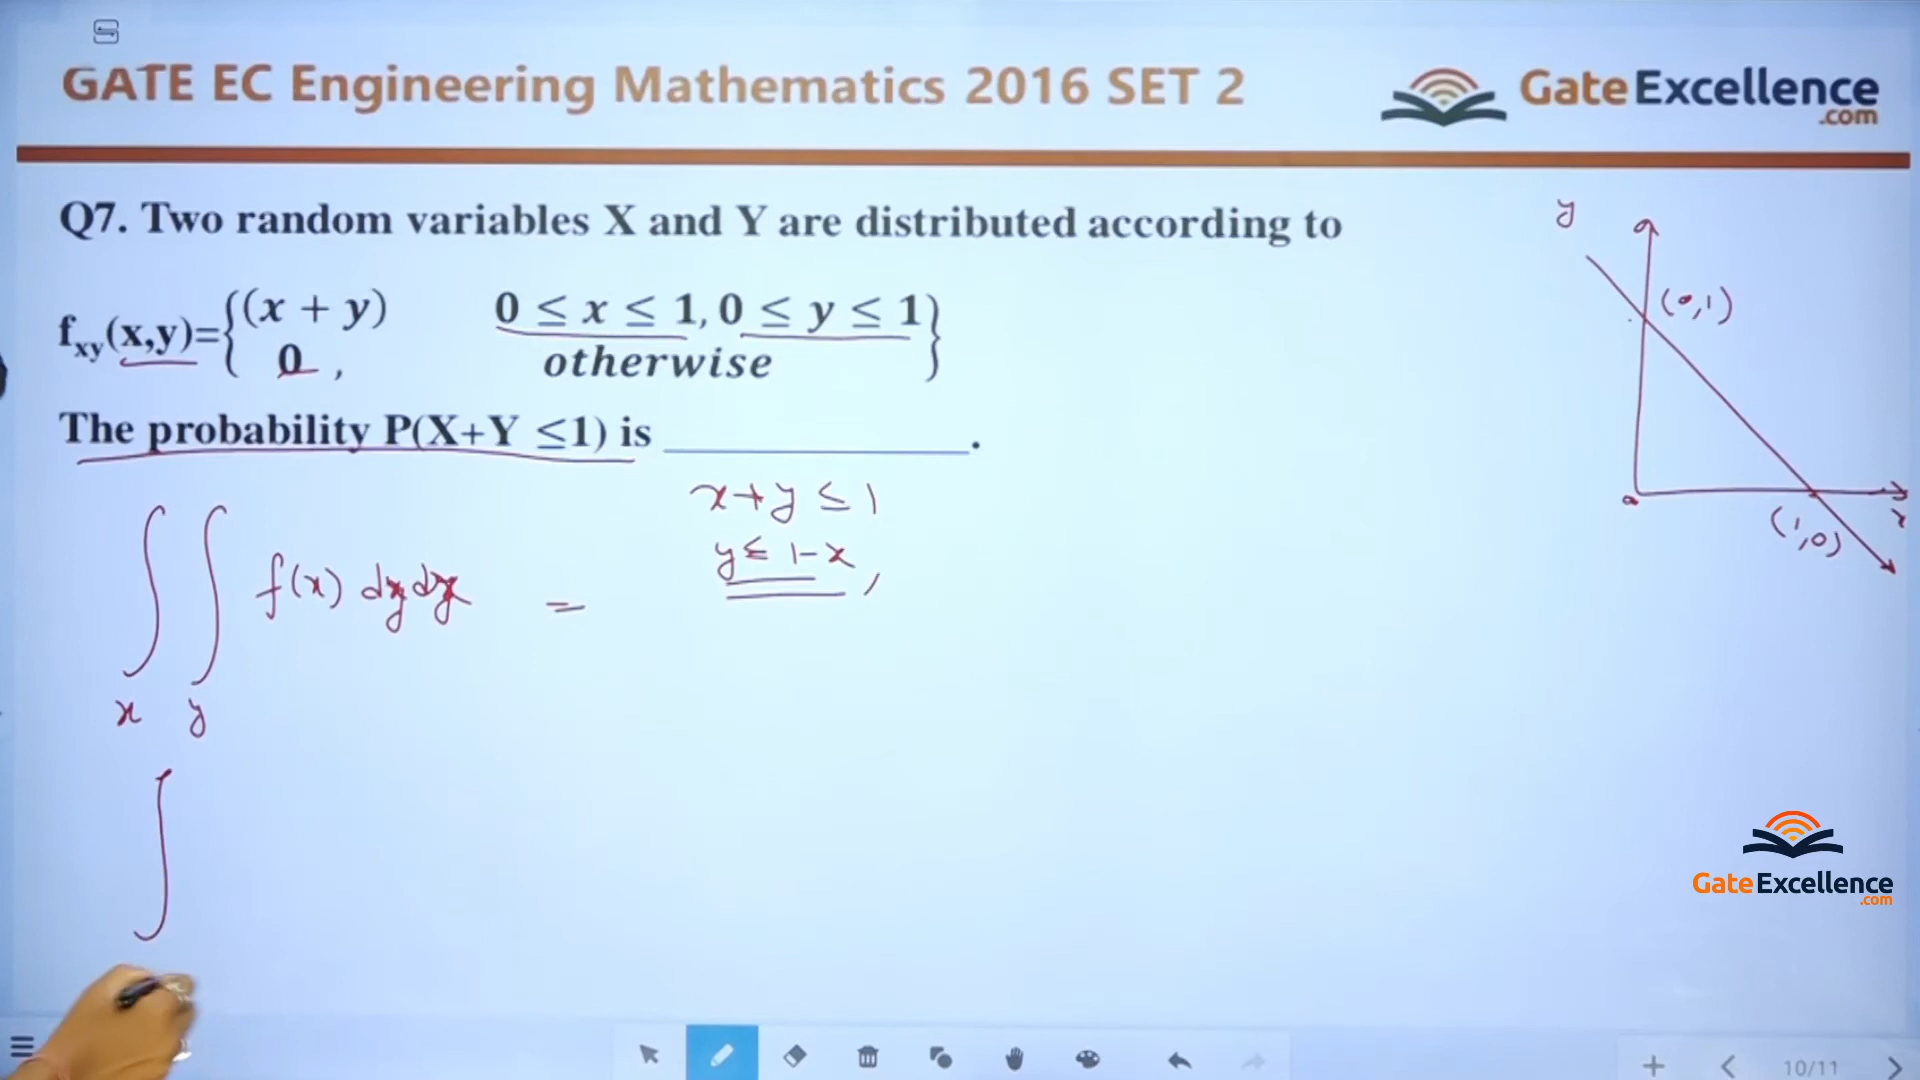 GATE EC Engineering Mathematics 2016 SET 2
GateExcellence
.com
Q7. Two random variables X and Y are distributed according to
fxy(x,y)={(x + y) 0 ≤ x ≤ 1, 0 ≤ y ≤ 1}
0 , otherwise
The probability P(X+Y ≤1) is ____________.
x+y ≤ 1
y ≤ 1-x ,
∫ ∫ f(x) dy dx =
x y
∫
y
(0,1)
0
x
(1,0)
GateExcellence
.com
10/11